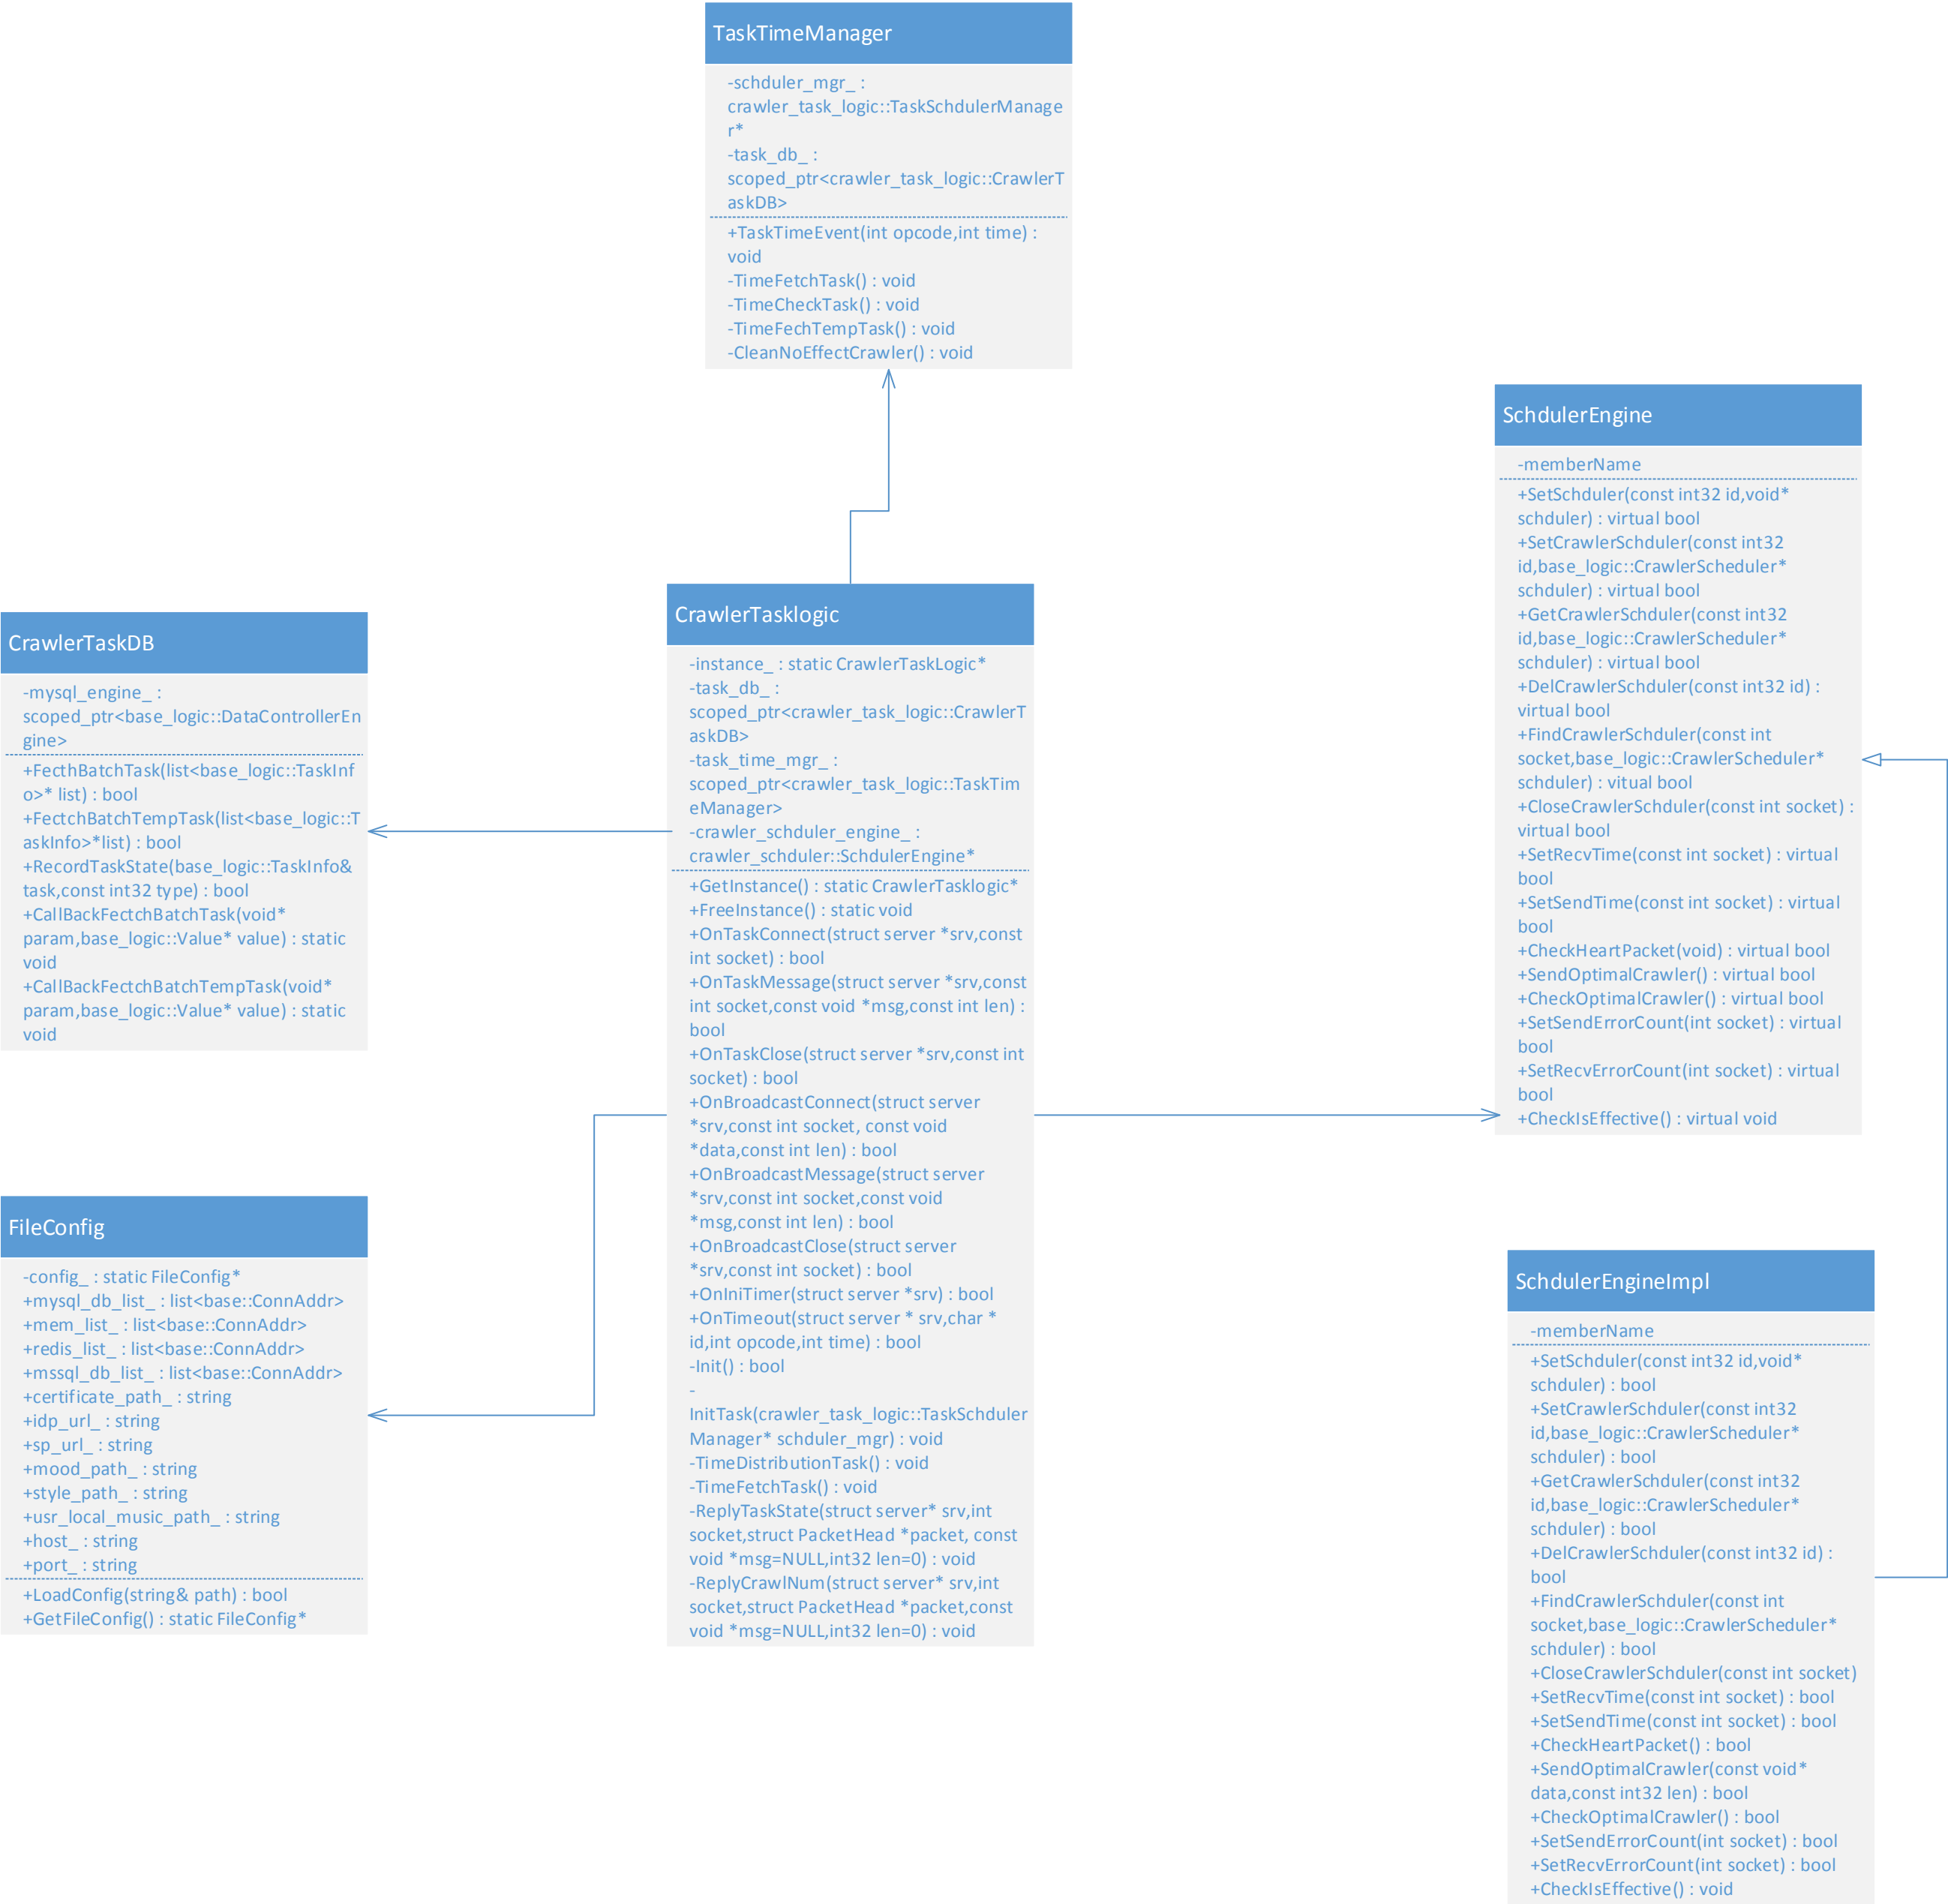 TaskTimeManager
-schduler_mgr_ :
crawler_task_logic::TaskSchdulerManage
r*
-task_db_ :
scoped_ptr<crawler_task_logic::CrawlerT
askDB>
+TaskTimeEvent(int opcode,int time) :
void
-TimeFetchTask() : void
-TimeCheckTask() : void
-TimeFechTempTask() : void
-CleanNoEffectCrawler() : void
SchdulerEngine
-memberName
+SetSchduler(const int32 id,void*
schduler) : virtual bool
+SetCrawlerSchduler(const int32
id,base_logic::CrawlerScheduler*
schduler) : virtual bool
+GetCrawlerSchduler(const int32
id,base_logic::CrawlerScheduler*
schduler) : virtual bool
+DelCrawlerSchduler(const int32 id) :
virtual bool
+FindCrawlerSchduler(const int
socket,base_logic::CrawlerScheduler*
schduler) : vitual bool
+CloseCrawlerSchduler(const int socket) :
virtual bool
+SetRecvTime(const int socket) : virtual
bool
+SetSendTime(const int socket) : virtual
bool
+CheckHeartPacket(void) : virtual bool
+SendOptimalCrawler() : virtual bool
+CheckOptimalCrawler() : virtual bool
+SetSendErrorCount(int socket) : virtual
bool
+SetRecvErrorCount(int socket) : virtual
bool
+CheckIsEffective() : virtual void
CrawlerTaskDB
-mysql_engine_ :
scoped_ptr<base_logic::DataControllerEn
gine>
+FecthBatchTask(list<base_logic::TaskInf
o>* list) : bool
+FectchBatchTempTask(list<base_logic::T
askInfo>*list) : bool
+RecordTaskState(base_logic::TaskInfo&
task,const int32 type) : bool
+CallBackFectchBatchTask(void*
param,base_logic::Value* value) : static
void
+CallBackFectchBatchTempTask(void*
param,base_logic::Value* value) : static
void
CrawlerTasklogic
-instance_ : static CrawlerTaskLogic*
-task_db_ :
scoped_ptr<crawler_task_logic::CrawlerT
askDB>
-task_time_mgr_ :
scoped_ptr<crawler_task_logic::TaskTim
eManager>
-crawler_schduler_engine_ :
crawler_schduler::SchdulerEngine*
+GetInstance() : static CrawlerTasklogic*
+FreeInstance() : static void
+OnTaskConnect(struct server *srv,const
int socket) : bool
+OnTaskMessage(struct server *srv,const
int socket,const void *msg,const int len) :
bool
+OnTaskClose(struct server *srv,const int
socket) : bool
+OnBroadcastConnect(struct server
*srv,const int socket, const void
*data,const int len) : bool
+OnBroadcastMessage(struct server
*srv,const int socket,const void
*msg,const int len) : bool
+OnBroadcastClose(struct server
*srv,const int socket) : bool
+OnIniTimer(struct server *srv) : bool
+OnTimeout(struct server * srv,char *
id,int opcode,int time) : bool
-Init() : bool
-
InitTask(crawler_task_logic::TaskSchduler
Manager* schduler_mgr) : void
-TimeDistributionTask() : void
-TimeFetchTask() : void
-ReplyTaskState(struct server* srv,int
socket,struct PacketHead *packet, const
void *msg=NULL,int32 len=0) : void
-ReplyCrawlNum(struct server* srv,int
socket,struct PacketHead *packet,const
void *msg=NULL,int32 len=0) : void
FileConfig
-config_ : static FileConfig*
+mysql_db_list_ : list<base::ConnAddr>
+mem_list_ : list<base::ConnAddr>
+redis_list_ : list<base::ConnAddr>
+mssql_db_list_ : list<base::ConnAddr>
+certificate_path_ : string
+idp_url_ : string
+sp_url_ : string
+mood_path_ : string
+style_path_ : string
+usr_local_music_path_ : string
+host_ : string
+port_ : string
+LoadConfig(string& path) : bool
+GetFileConfig() : static FileConfig*
SchdulerEngineImpl
-memberName
+SetSchduler(const int32 id,void*
schduler) : bool
+SetCrawlerSchduler(const int32
id,base_logic::CrawlerScheduler*
schduler) : bool
+GetCrawlerSchduler(const int32
id,base_logic::CrawlerScheduler*
schduler) : bool
+DelCrawlerSchduler(const int32 id) :
bool
+FindCrawlerSchduler(const int
socket,base_logic::CrawlerScheduler*
schduler) : bool
+CloseCrawlerSchduler(const int socket)
+SetRecvTime(const int socket) : bool
+SetSendTime(const int socket) : bool
+CheckHeartPacket() : bool
+SendOptimalCrawler(const void*
data,const int32 len) : bool
+CheckOptimalCrawler() : bool
+SetSendErrorCount(int socket) : bool
+SetRecvErrorCount(int socket) : bool
+CheckIsEffective() : void